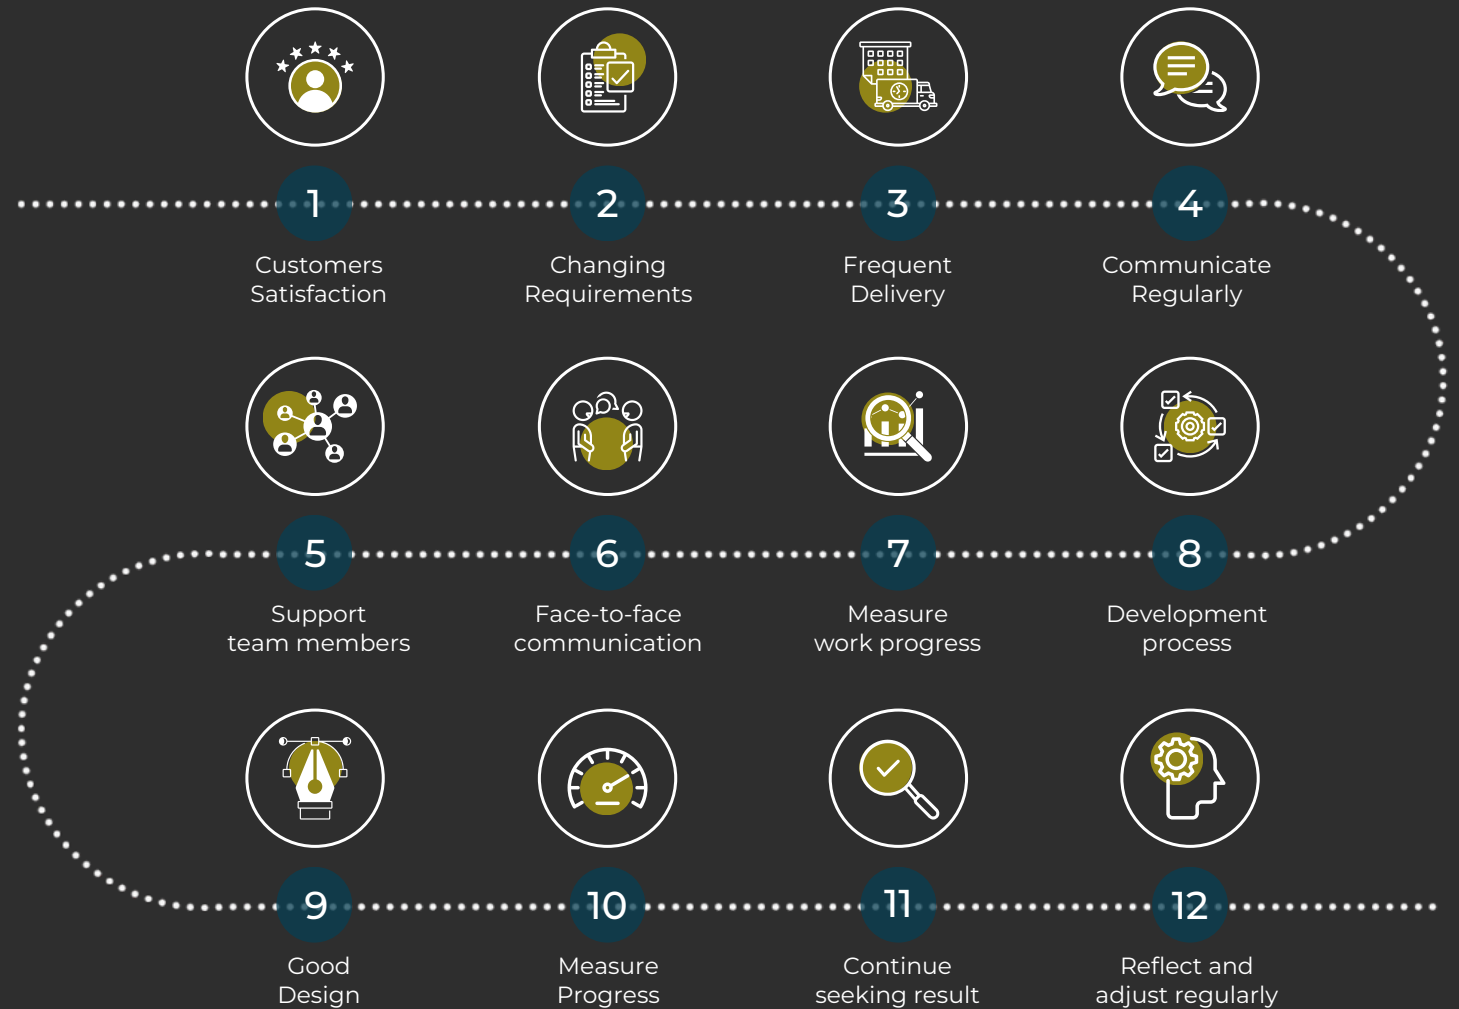 1
Customers
Satisfaction
2
Changing
Requirements
3
Frequent
Delivery
4
Communicate
Regularly
5
Support
team members
6
Face-to-face
communication
7
Measure
work progress
8
Development
process
9
Good
Design
10
Measure
Progress
11
Continue
seeking result
12
Reflect and
adjust regularly